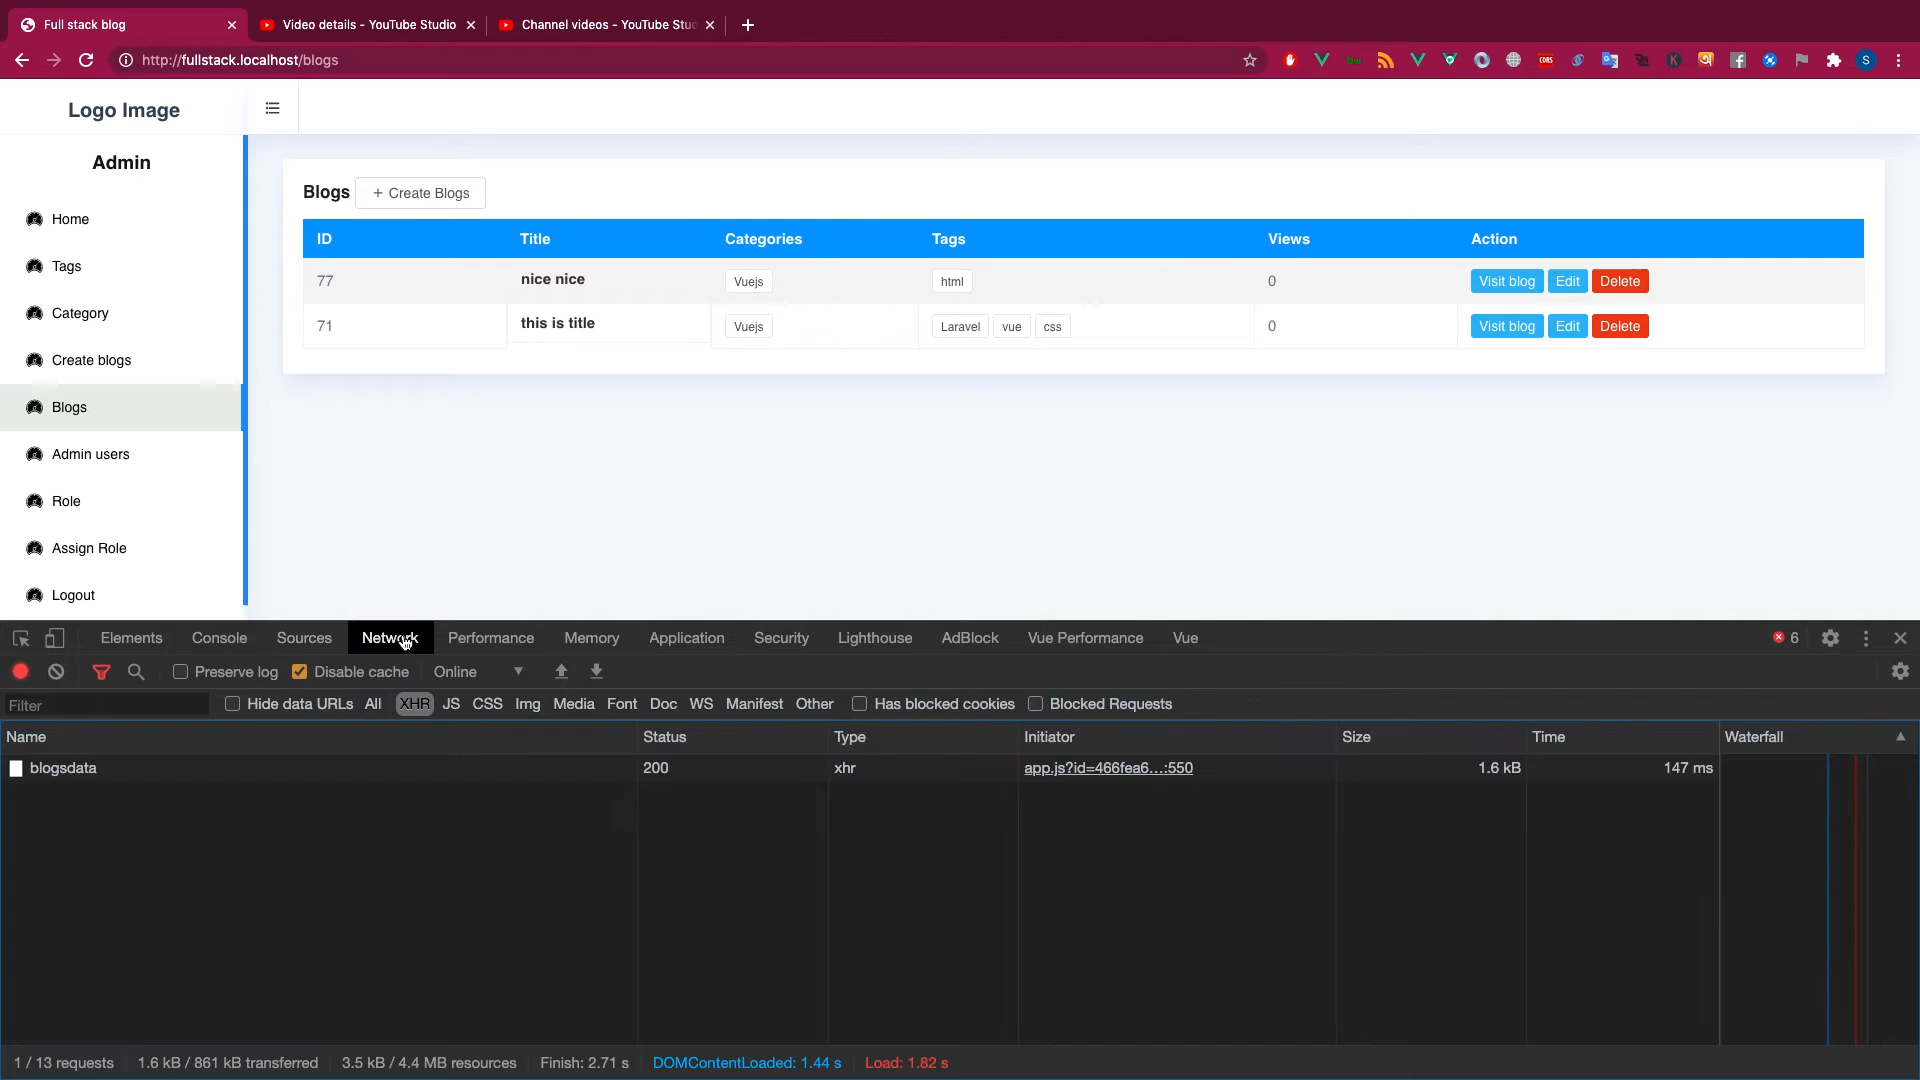 Full stack blog
Video details - YouTube Studio
Channel videos - YouTube Stu
http://fullstack.localhost/blogs
CORS
K
S
Logo Image
Admin
Home
Tags
Category
Create blogs
Blogs
Admin users
Role
Assign Role
Logout
Blogs + Create Blogs
ID Title Categories Tags Views Action
77 nice nice Vuejs html 0 Visit blog Edit Delete
71 this is title Vuejs Laravel vue css 0 Visit blog Edit Delete
Elements Console Sources Network Performance Memory Application Security Lighthouse AdBlock Vue Performance Vue 6
Preserve log Disable cache Online
Filter Hide data URLs All XHR JS CSS Img Media Font Doc WS Manifest Other Has blocked cookies Blocked Requests
Name Status Type Initiator Size Time Waterfall
blogsdata 200 xhr app.js?id=466fea6…:550 1.6 kB 147 ms
1 / 13 requests 1.6 kB / 861 kB transferred 3.5 kB / 4.4 MB resources Finish: 2.71 s DOMContentLoaded: 1.44 s Load: 1.82 s